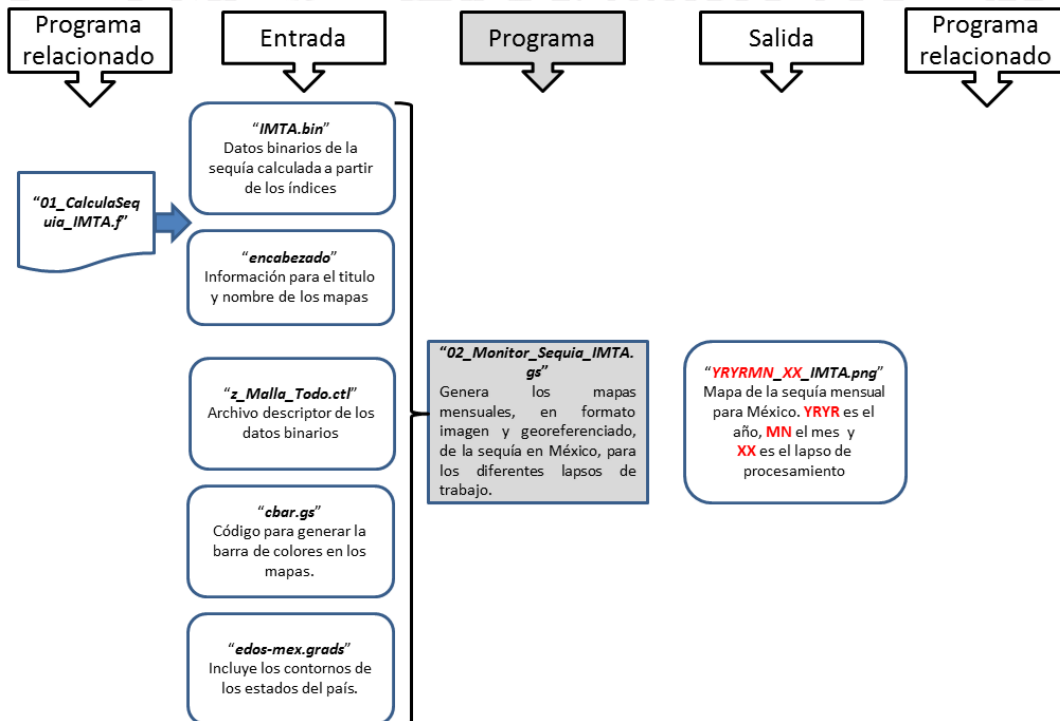 Programa
relacionado
Entrada
Programa
Salida
Programa
relacionado
“01_CalculaSeq
uia_IMTA.f”
“IMTA.bin”
Datos binarios de la
sequía calculada a partir
de los índices
“encabezado”
Información para el titulo
y nombre de los mapas
“z_Malla_Todo.ctl”
Archivo descriptor de los
datos binarios
“cbar.gs”
Código para generar la
barra de colores en los
mapas.
“edos-mex.grads”
Incluye los contornos de
los estados del país.
“02_Monitor_Sequia_IMTA.
gs”
Genera los mapas
mensuales, en formato
imagen y georeferenciado,
de la sequía en México, para
los diferentes lapsos de
trabajo.
“YRYRMN_XX_IMTA.png”
Mapa de la sequía mensual
para México. YRYR es el
año, MN el mes y
XX es el lapso de
procesamiento